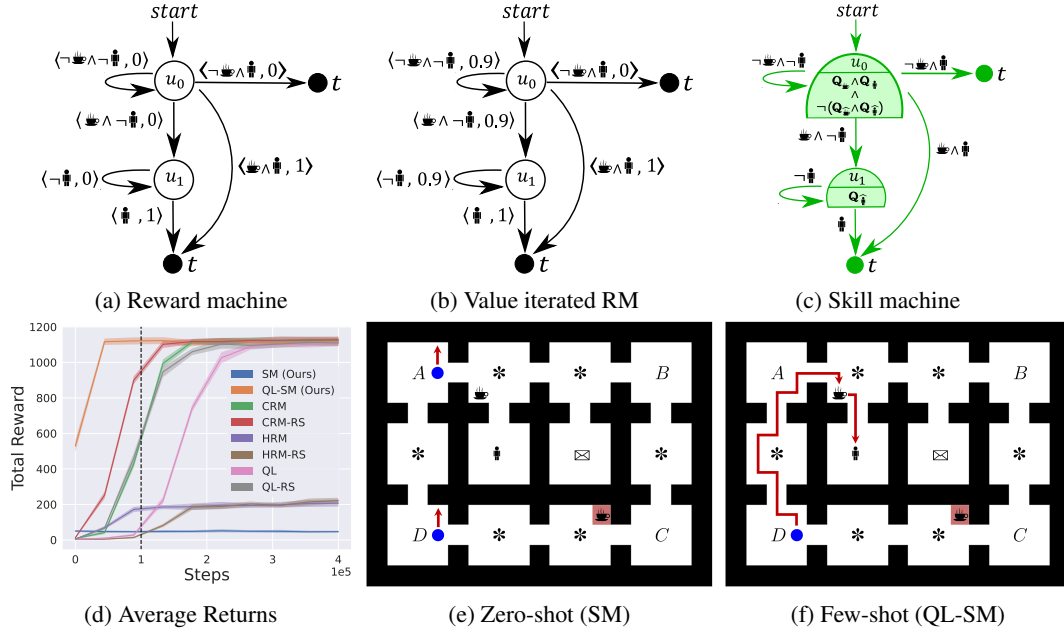 start
start
start
⟨¬☕∧¬🚹, 0⟩
u₀
⟨¬☕∧🚹, 0⟩
t
⟨☕∧¬🚹, 0⟩
⟨¬🚹, 0⟩
u₁
⟨☕∧🚹, 1⟩
⟨🚹, 1⟩
t
(a) Reward machine
⟨¬☕∧¬🚹, 0.9⟩
u₀
⟨¬☕∧🚹, 0⟩
t
⟨☕∧¬🚹, 0.9⟩
⟨¬🚹, 0.9⟩
u₁
⟨☕∧🚹, 1⟩
⟨🚹, 1⟩
t
(b) Value iterated RM
¬☕∧¬🚹
u₀
Q☕∧Q🚹
∧
¬(Q☕̂∧Q🚹̂)
¬☕∧🚹
t
☕∧¬🚹
☕∧🚹
¬🚹
u₁
Q🚹̂
🚹
t
(c) Skill machine
Total Reward
1200
1000
800
600
400
200
0
0 1 2 3 4
1e5
Steps
SM (Ours)
QL-SM (Ours)
CRM
CRM-RS
HRM
HRM-RS
QL
QL-RS
(d) Average Returns
A * * B
* *
D * * C
(e) Zero-shot (SM)
A * * B
* *
D * * C
(f) Few-shot (QL-SM)